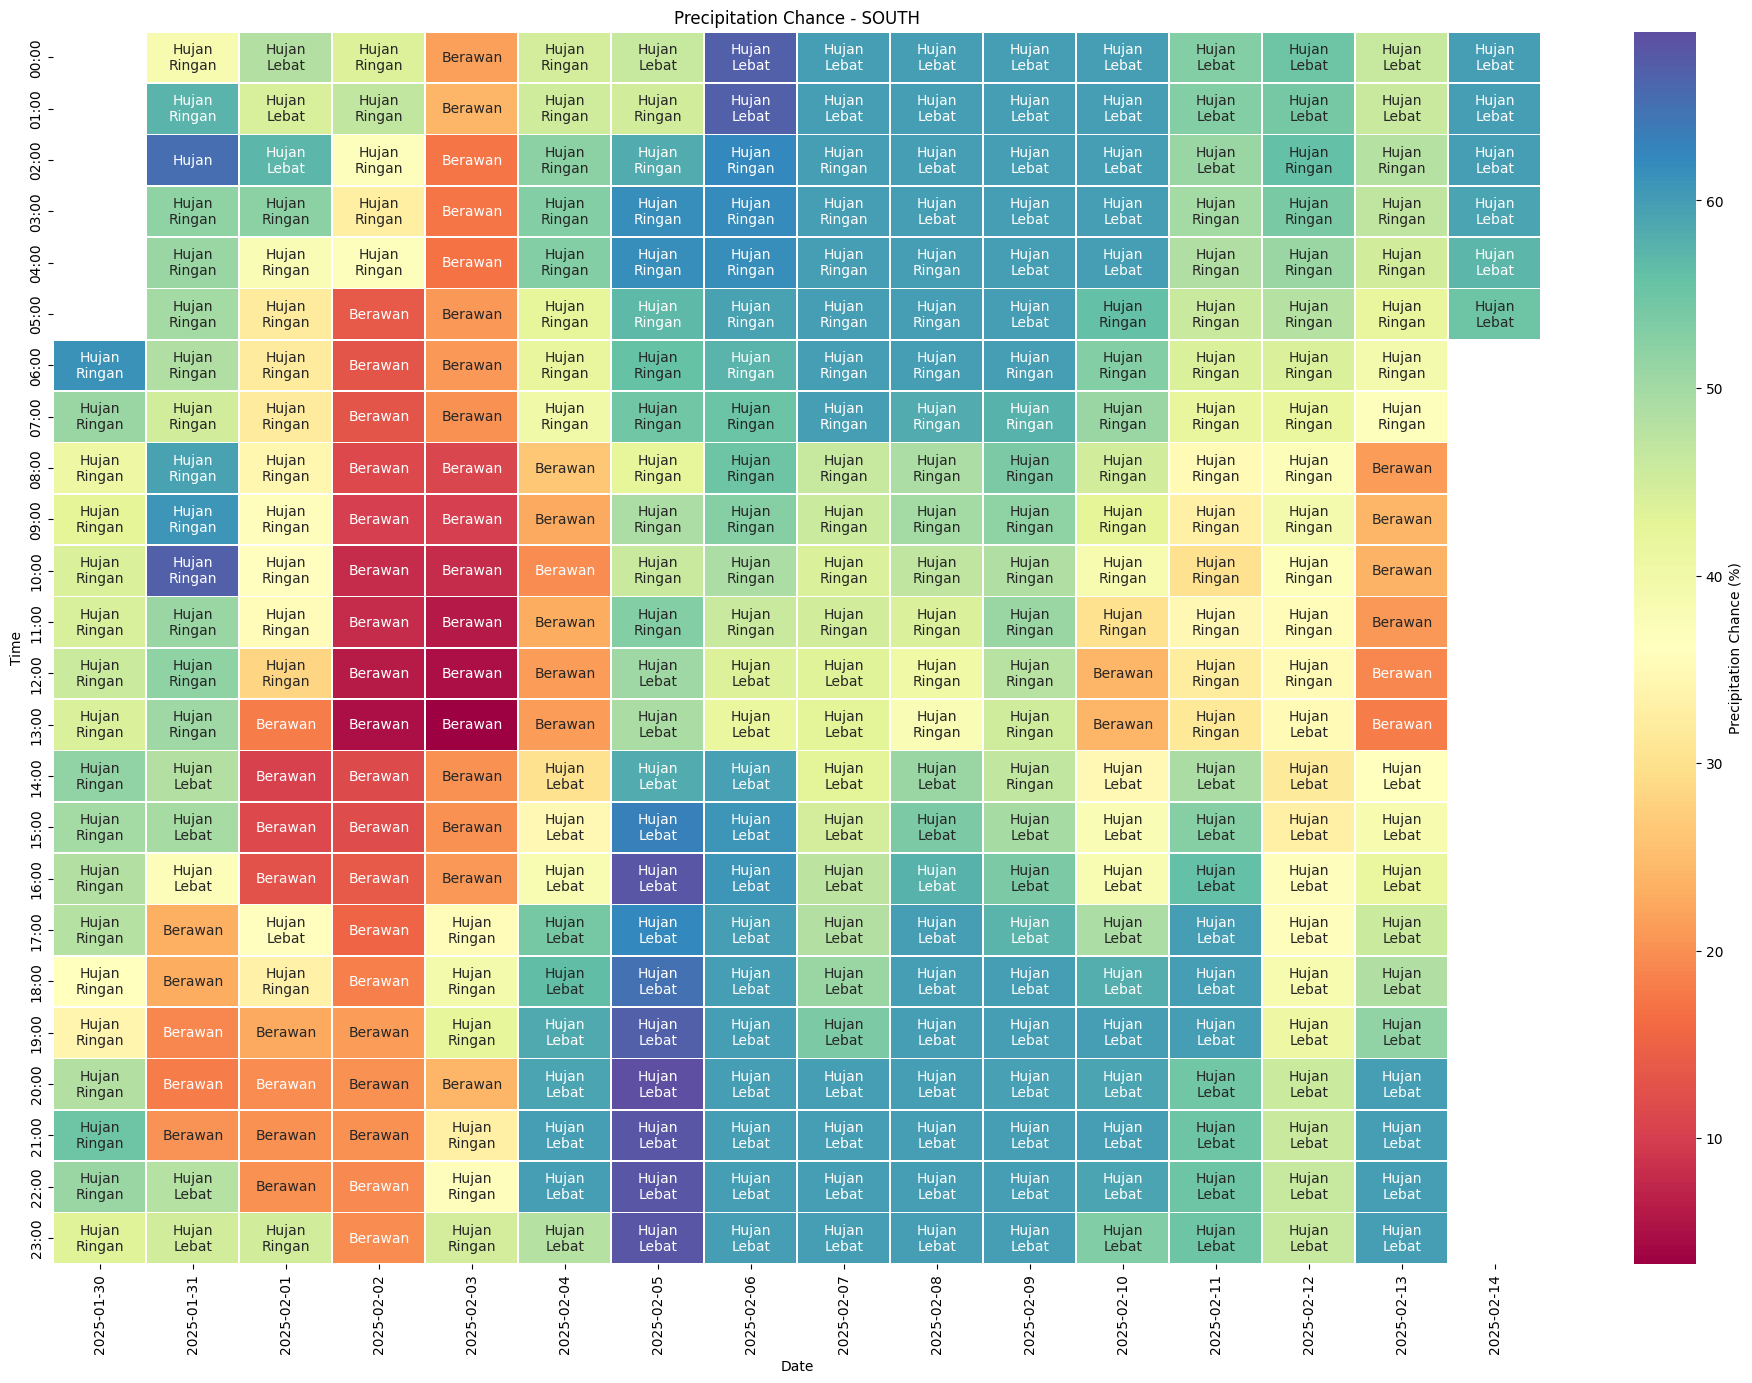 Precipitation Chance - SOUTH
00:00 Hujan Ringan Hujan Lebat Hujan Ringan Berawan Hujan Ringan Hujan Lebat Hujan Lebat Hujan Lebat Hujan Lebat Hujan Lebat Hujan Lebat Hujan Lebat Hujan Lebat Hujan Lebat Hujan Lebat
01:00 Hujan Ringan Hujan Lebat Hujan Ringan Berawan Hujan Ringan Hujan Ringan Hujan Lebat Hujan Lebat Hujan Lebat Hujan Lebat Hujan Lebat Hujan Lebat Hujan Lebat Hujan Lebat Hujan Lebat
02:00 Hujan Hujan Lebat Hujan Ringan Berawan Hujan Ringan Hujan Ringan Hujan Ringan Hujan Ringan Hujan Lebat Hujan Lebat Hujan Lebat Hujan Lebat Hujan Ringan Hujan Ringan Hujan Lebat
03:00 Hujan Ringan Hujan Ringan Hujan Ringan Berawan Hujan Ringan Hujan Ringan Hujan Ringan Hujan Ringan Hujan Lebat Hujan Lebat Hujan Lebat Hujan Ringan Hujan Ringan Hujan Ringan Hujan Lebat
04:00 Hujan Ringan Hujan Ringan Hujan Ringan Berawan Hujan Ringan Hujan Ringan Hujan Ringan Hujan Ringan Hujan Ringan Hujan Lebat Hujan Lebat Hujan Ringan Hujan Ringan Hujan Ringan Hujan Lebat
05:00 Hujan Ringan Hujan Ringan Berawan Berawan Hujan Ringan Hujan Ringan Hujan Ringan Hujan Ringan Hujan Ringan Hujan Lebat Hujan Ringan Hujan Ringan Hujan Ringan Hujan Ringan Hujan Lebat
06:00 Hujan Ringan Hujan Ringan Hujan Ringan Berawan Berawan Hujan Ringan Hujan Ringan Hujan Ringan Hujan Ringan Hujan Ringan Hujan Ringan Hujan Ringan Hujan Ringan Hujan Ringan Hujan Ringan
07:00 Hujan Ringan Hujan Ringan Hujan Ringan Berawan Berawan Hujan Ringan Hujan Ringan Hujan Ringan Hujan Ringan Hujan Ringan Hujan Ringan Hujan Ringan Hujan Ringan Hujan Ringan Hujan Ringan
08:00 Hujan Ringan Hujan Ringan Hujan Ringan Berawan Berawan Berawan Hujan Ringan Hujan Ringan Hujan Ringan Hujan Ringan Hujan Ringan Hujan Ringan Hujan Ringan Hujan Ringan Berawan
09:00 Hujan Ringan Hujan Ringan Hujan Ringan Berawan Berawan Berawan Hujan Ringan Hujan Ringan Hujan Ringan Hujan Ringan Hujan Ringan Hujan Ringan Hujan Ringan Hujan Ringan Berawan
10:00 Hujan Ringan Hujan Ringan Hujan Ringan Berawan Berawan Berawan Hujan Ringan Hujan Ringan Hujan Ringan Hujan Ringan Hujan Ringan Hujan Ringan Hujan Ringan Hujan Ringan Berawan
11:00 Hujan Ringan Hujan Ringan Hujan Ringan Berawan Berawan Berawan Hujan Ringan Hujan Ringan Hujan Ringan Hujan Ringan Hujan Ringan Hujan Ringan Hujan Ringan Hujan Ringan Berawan
12:00 Hujan Ringan Hujan Ringan Hujan Ringan Berawan Berawan Berawan Hujan Lebat Hujan Lebat Hujan Lebat Hujan Ringan Hujan Ringan Berawan Hujan Ringan Hujan Ringan Berawan
13:00 Hujan Ringan Hujan Ringan Berawan Berawan Berawan Berawan Hujan Lebat Hujan Lebat Hujan Lebat Hujan Ringan Hujan Ringan Berawan Hujan Ringan Hujan Lebat Berawan
14:00 Hujan Ringan Hujan Lebat Berawan Berawan Berawan Hujan Lebat Hujan Lebat Hujan Lebat Hujan Lebat Hujan Lebat Hujan Ringan Hujan Lebat Hujan Lebat Hujan Lebat Hujan Lebat
15:00 Hujan Ringan Hujan Lebat Berawan Berawan Berawan Hujan Lebat Hujan Lebat Hujan Lebat Hujan Lebat Hujan Lebat Hujan Lebat Hujan Lebat Hujan Lebat Hujan Lebat Hujan Lebat
16:00 Hujan Ringan Hujan Lebat Berawan Berawan Berawan Hujan Lebat Hujan Lebat Hujan Lebat Hujan Lebat Hujan Lebat Hujan Lebat Hujan Lebat Hujan Lebat Hujan Lebat Hujan Lebat
17:00 Hujan Ringan Berawan Hujan Lebat Berawan Hujan Ringan Hujan Lebat Hujan Lebat Hujan Lebat Hujan Lebat Hujan Lebat Hujan Lebat Hujan Lebat Hujan Lebat Hujan Lebat Hujan Lebat
18:00 Hujan Ringan Berawan Hujan Ringan Berawan Hujan Ringan Hujan Lebat Hujan Lebat Hujan Lebat Hujan Lebat Hujan Lebat Hujan Lebat Hujan Lebat Hujan Lebat Hujan Lebat Hujan Lebat
19:00 Hujan Ringan Berawan Berawan Berawan Hujan Ringan Hujan Lebat Hujan Lebat Hujan Lebat Hujan Lebat Hujan Lebat Hujan Lebat Hujan Lebat Hujan Lebat Hujan Lebat Hujan Lebat
20:00 Hujan Ringan Berawan Berawan Berawan Berawan Hujan Lebat Hujan Lebat Hujan Lebat Hujan Lebat Hujan Lebat Hujan Lebat Hujan Lebat Hujan Lebat Hujan Lebat Hujan Lebat
21:00 Hujan Ringan Berawan Berawan Berawan Hujan Ringan Hujan Lebat Hujan Lebat Hujan Lebat Hujan Lebat Hujan Lebat Hujan Lebat Hujan Lebat Hujan Lebat Hujan Lebat Hujan Lebat
22:00 Hujan Ringan Hujan Lebat Berawan Berawan Hujan Ringan Hujan Lebat Hujan Lebat Hujan Lebat Hujan Lebat Hujan Lebat Hujan Lebat Hujan Lebat Hujan Lebat Hujan Lebat Hujan Lebat
23:00 Hujan Ringan Hujan Lebat Hujan Ringan Berawan Hujan Ringan Hujan Lebat Hujan Lebat Hujan Lebat Hujan Lebat Hujan Lebat Hujan Lebat Hujan Lebat Hujan Lebat Hujan Lebat Hujan Lebat
Time
2025-01-30
2025-01-31
2025-02-01
2025-02-02
2025-02-03
2025-02-04
2025-02-05
2025-02-06
2025-02-07
2025-02-08
2025-02-09
2025-02-10
2025-02-11
2025-02-12
2025-02-13
2025-02-14
Date
60
50
40
30
20
10
Precipitation Chance (%)